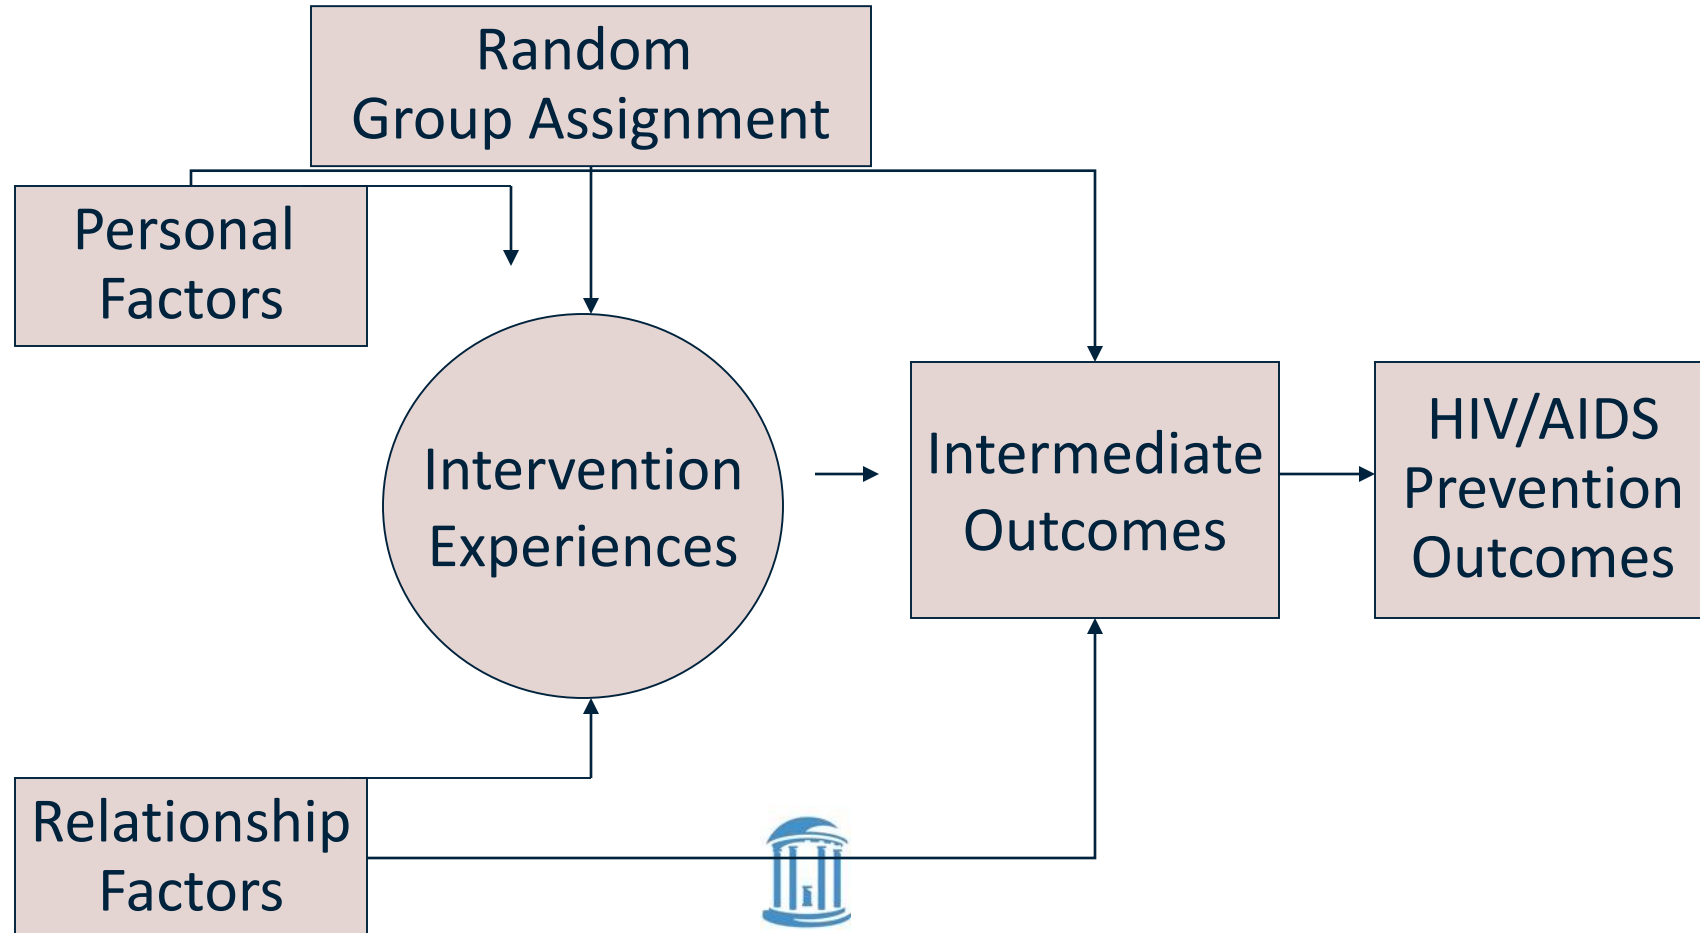 Random
Group Assignment
Personal
Factors
Intervention
Experiences
Intermediate
Outcomes
HIV/AIDS
Prevention
Outcomes
Relationship
Factors